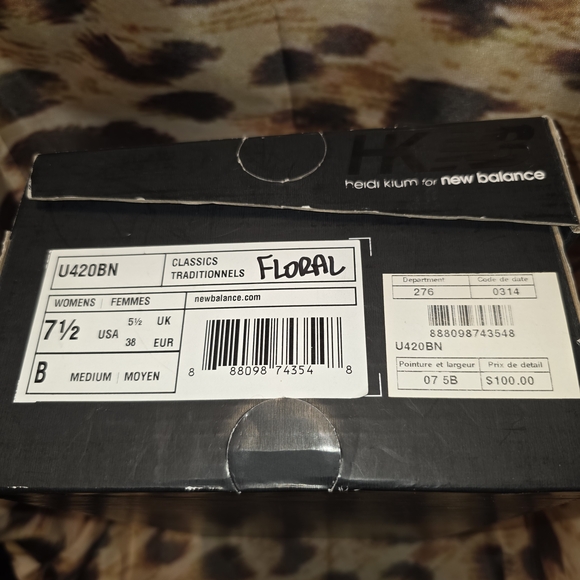 HK
heidi klum for new balance
U420BN
CLASSICS
TRADITIONNELS
FLORAL
WOMENS | FEMMES
newbalance.com
7½ USA 5½ UK
38 EUR
B MEDIUM | MOYEN
8 88098 74354 8
Department Code de date
276 0314
888098743548
U420BN
Pointure et largeur Prix de detail
07 5B $100.00